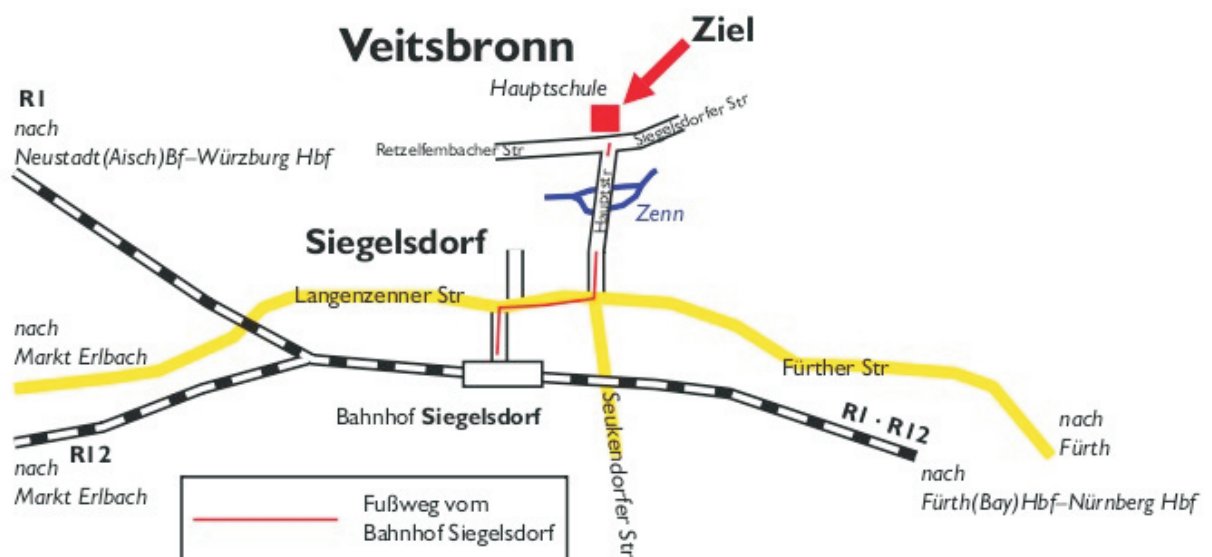 Veitsbronn
Ziel
Hauptschule
R1
nach
Neustadt(Aisch)Bf–Würzburg Hbf
Retzelfembacher Str
Siegelsdorfer Str
Hauptstr
Zenn
Siegelsdorf
Langenzenner Str
nach
Markt Erlbach
Fürther Str
Bahnhof Siegelsdorf
Seukendorfer Str
R1 · R12
nach
Fürth
R12
nach
Markt Erlbach
nach
Fürth(Bay)Hbf–Nürnberg Hbf
Fußweg vom
Bahnhof Siegelsdorf